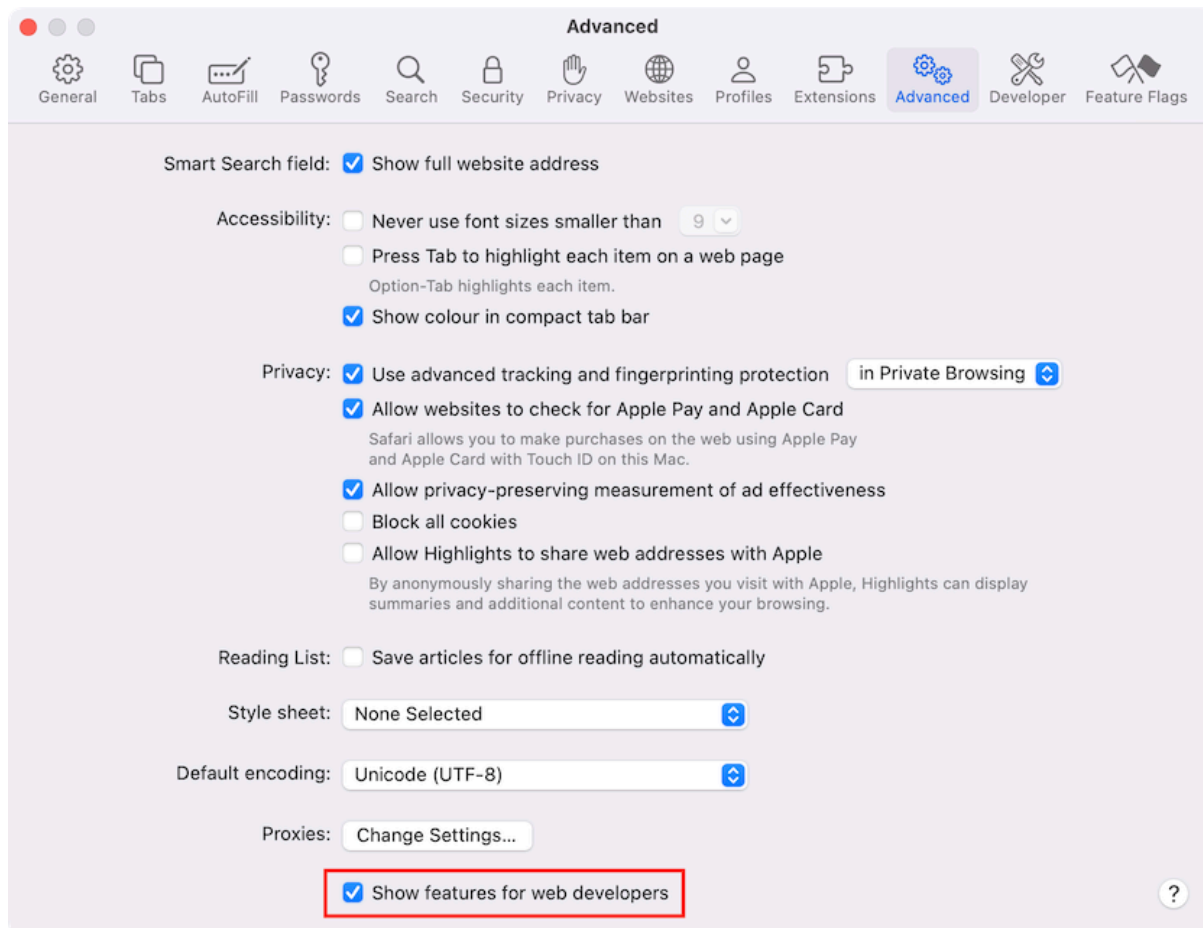 Advanced
General Tabs AutoFill Passwords Search Security Privacy Websites Profiles Extensions Advanced Developer Feature Flags
Smart Search field: Show full website address
Accessibility: Never use font sizes smaller than 9
Press Tab to highlight each item on a web page
Option-Tab highlights each item.
Show colour in compact tab bar
Privacy: Use advanced tracking and fingerprinting protection in Private Browsing
Allow websites to check for Apple Pay and Apple Card
Safari allows you to make purchases on the web using Apple Pay
and Apple Card with Touch ID on this Mac.
Allow privacy-preserving measurement of ad effectiveness
Block all cookies
Allow Highlights to share web addresses with Apple
By anonymously sharing the web addresses you visit with Apple, Highlights can display
summaries and additional content to enhance your browsing.
Reading List: Save articles for offline reading automatically
Style sheet: None Selected
Default encoding: Unicode (UTF-8)
Proxies: Change Settings...
Show features for web developers ?